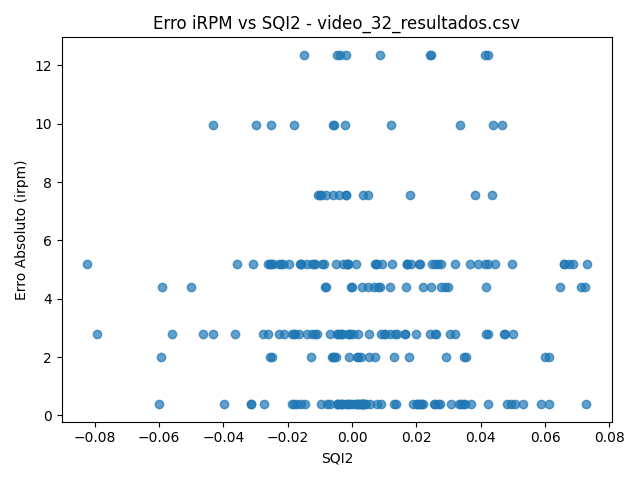 Erro iRPM vs SQI2 - video_32_resultados.csv
Erro Absoluto (irpm)
12
10
8
6
4
2
0
−0.08 −0.06 −0.04 −0.02 0.00 0.02 0.04 0.06 0.08
SQI2